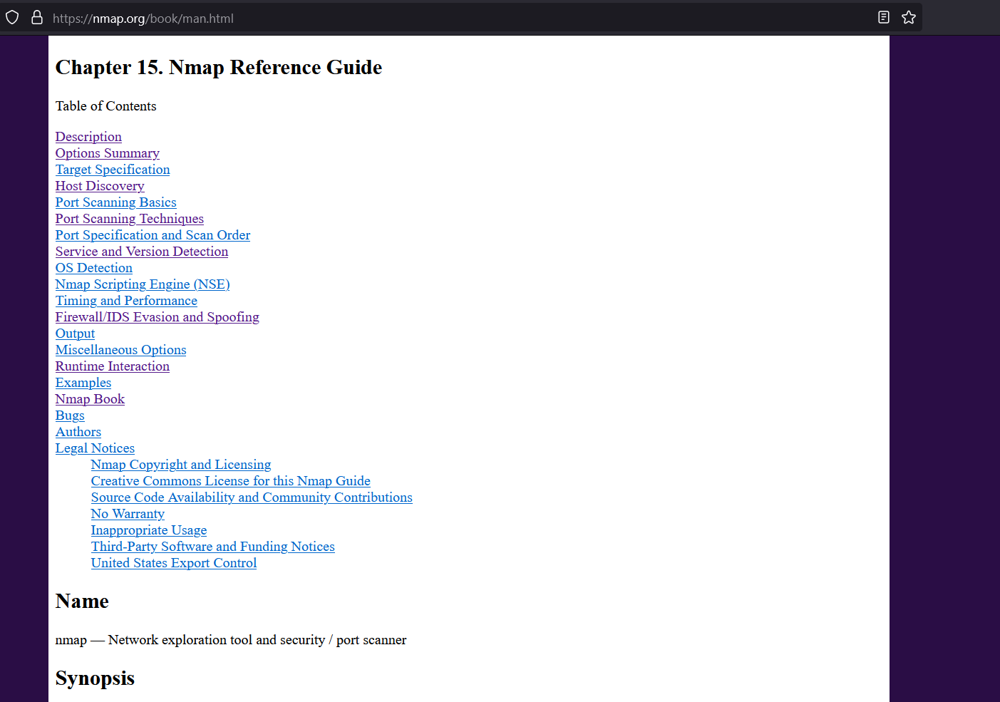 https://nmap.org/book/man.html
Chapter 15. Nmap Reference Guide
Table of Contents
Description
Options Summary
Target Specification
Host Discovery
Port Scanning Basics
Port Scanning Techniques
Port Specification and Scan Order
Service and Version Detection
OS Detection
Nmap Scripting Engine (NSE)
Timing and Performance
Firewall/IDS Evasion and Spoofing
Output
Miscellaneous Options
Runtime Interaction
Examples
Nmap Book
Bugs
Authors
Legal Notices
Nmap Copyright and Licensing
Creative Commons License for this Nmap Guide
Source Code Availability and Community Contributions
No Warranty
Inappropriate Usage
Third-Party Software and Funding Notices
United States Export Control
Name
nmap — Network exploration tool and security / port scanner
Synopsis